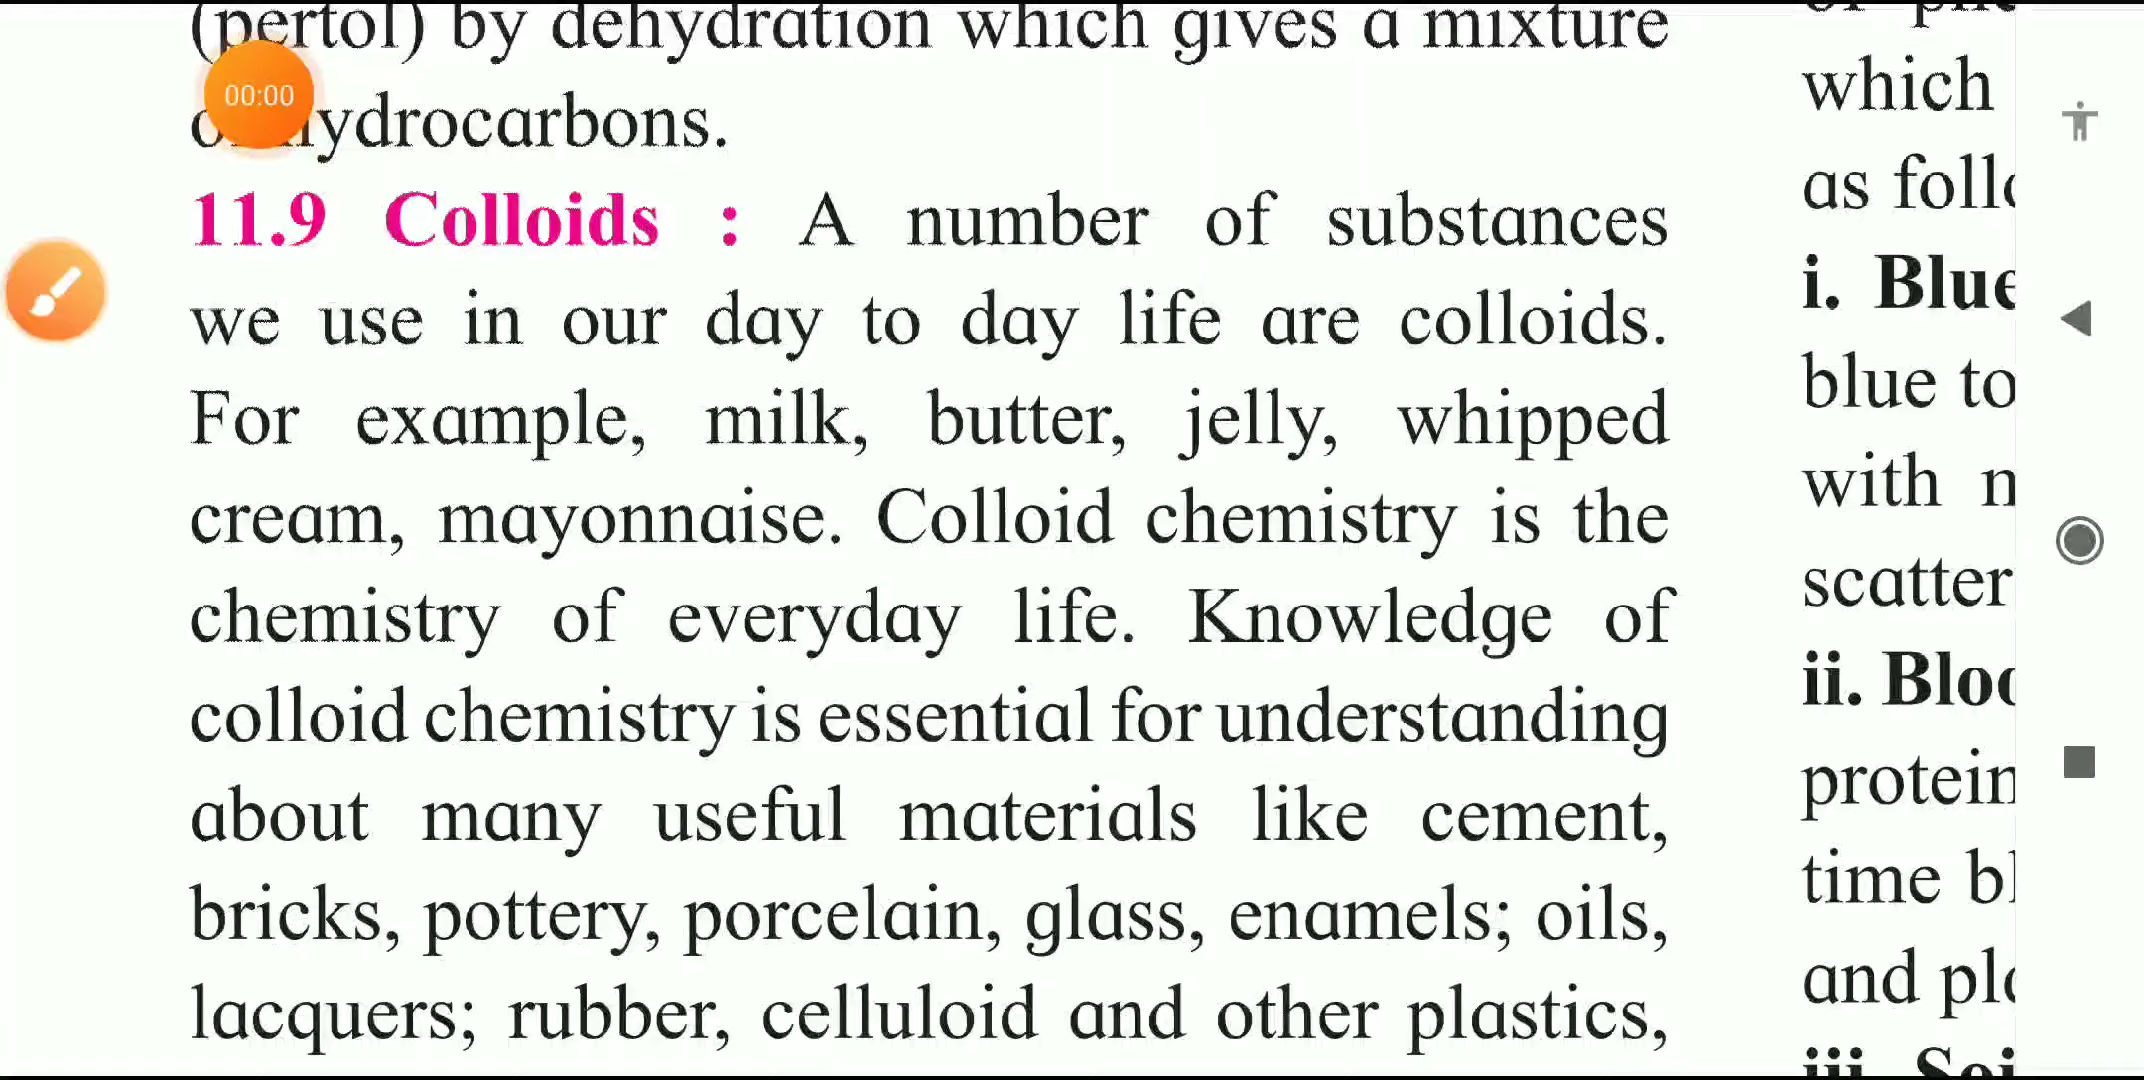 (pertol) by dehydration which gives a mixture
00:00
hydrocarbons.
11.9 Colloids : A number of substances
we use in our day to day life are colloids.
For example, milk, butter, jelly, whipped
cream, mayonnaise. Colloid chemistry is the
chemistry of everyday life. Knowledge of
colloid chemistry is essential for understanding
about many useful materials like cement,
bricks, pottery, porcelain, glass, enamels; oils,
lacquers; rubber, celluloid and other plastics,
which
as
i. Blue
blue to
with
scatter
ii.
protein
time
and
iii.